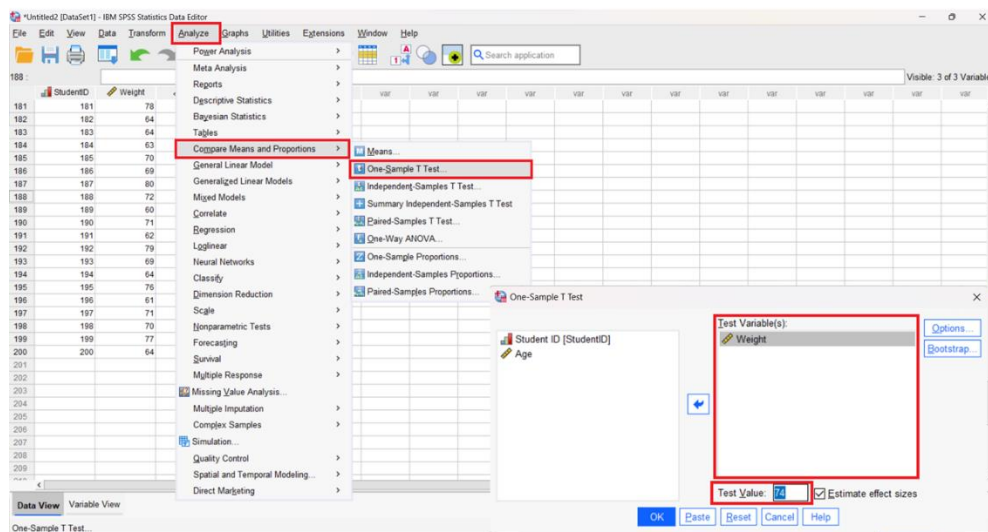 *Untitled2 [DataSet1] - IBM SPSS Statistics Data Editor
File Edit View Data Transform Analyze Graphs Utilities Extensions Window Help
Search application
188 :
Visible: 3 of 3 Variable
StudentID Weight var var var var var var var var var var var var var
181 181 78
182 182 64
183 183 64
184 184 63
185 185 70
186 186 69
187 187 80
188 188 72
189 189 60
190 190 71
191 191 62
192 192 79
193 193 69
194 194 64
195 195 76
196 196 61
197 197 71
198 198 70
199 199 77
200 200 64
201
202
203
204
205
206
207
208
209
Power Analysis
Meta Analysis
Reports
Descriptive Statistics
Bayesian Statistics
Tables
Compare Means and Proportions
General Linear Model
Generalized Linear Models
Mixed Models
Correlate
Regression
Loglinear
Neural Networks
Classify
Dimension Reduction
Scale
Nonparametric Tests
Forecasting
Survival
Multiple Response
Missing Value Analysis...
Multiple Imputation
Complex Samples
Simulation...
Quality Control
Spatial and Temporal Modeling...
Direct Marketing
Means...
One-Sample T Test...
Independent-Samples T Test...
Summary Independent-Samples T Test
Paired-Samples T Test...
One-Way ANOVA...
One-Sample Proportions...
Independent-Samples Proportions...
Paired-Samples Proportions...
One-Sample T Test
Student ID [StudentID]
Age
Test Variable(s):
Weight
Options...
Bootstrap...
Test Value: 74
Estimate effect sizes
OK Paste Reset Cancel Help
Data View Variable View
One-Sample T Test...